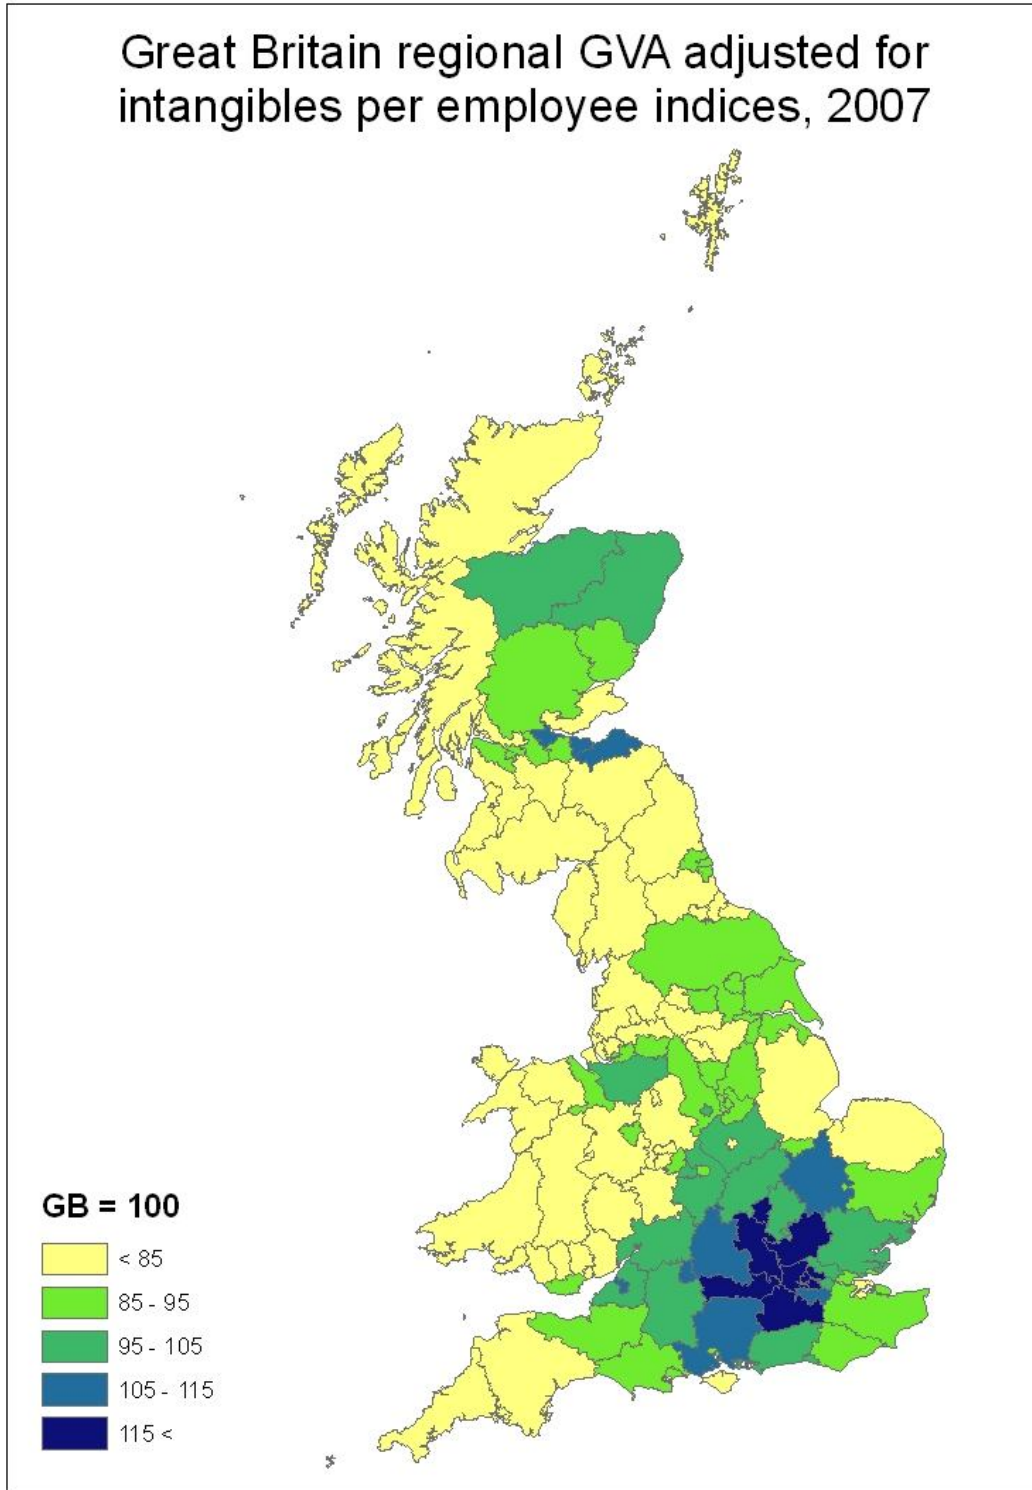 Great Britain regional GVA adjusted for
intangibles per employee indices, 2007
GB = 100
< 85
85 - 95
95 - 105
105 - 115
115 <